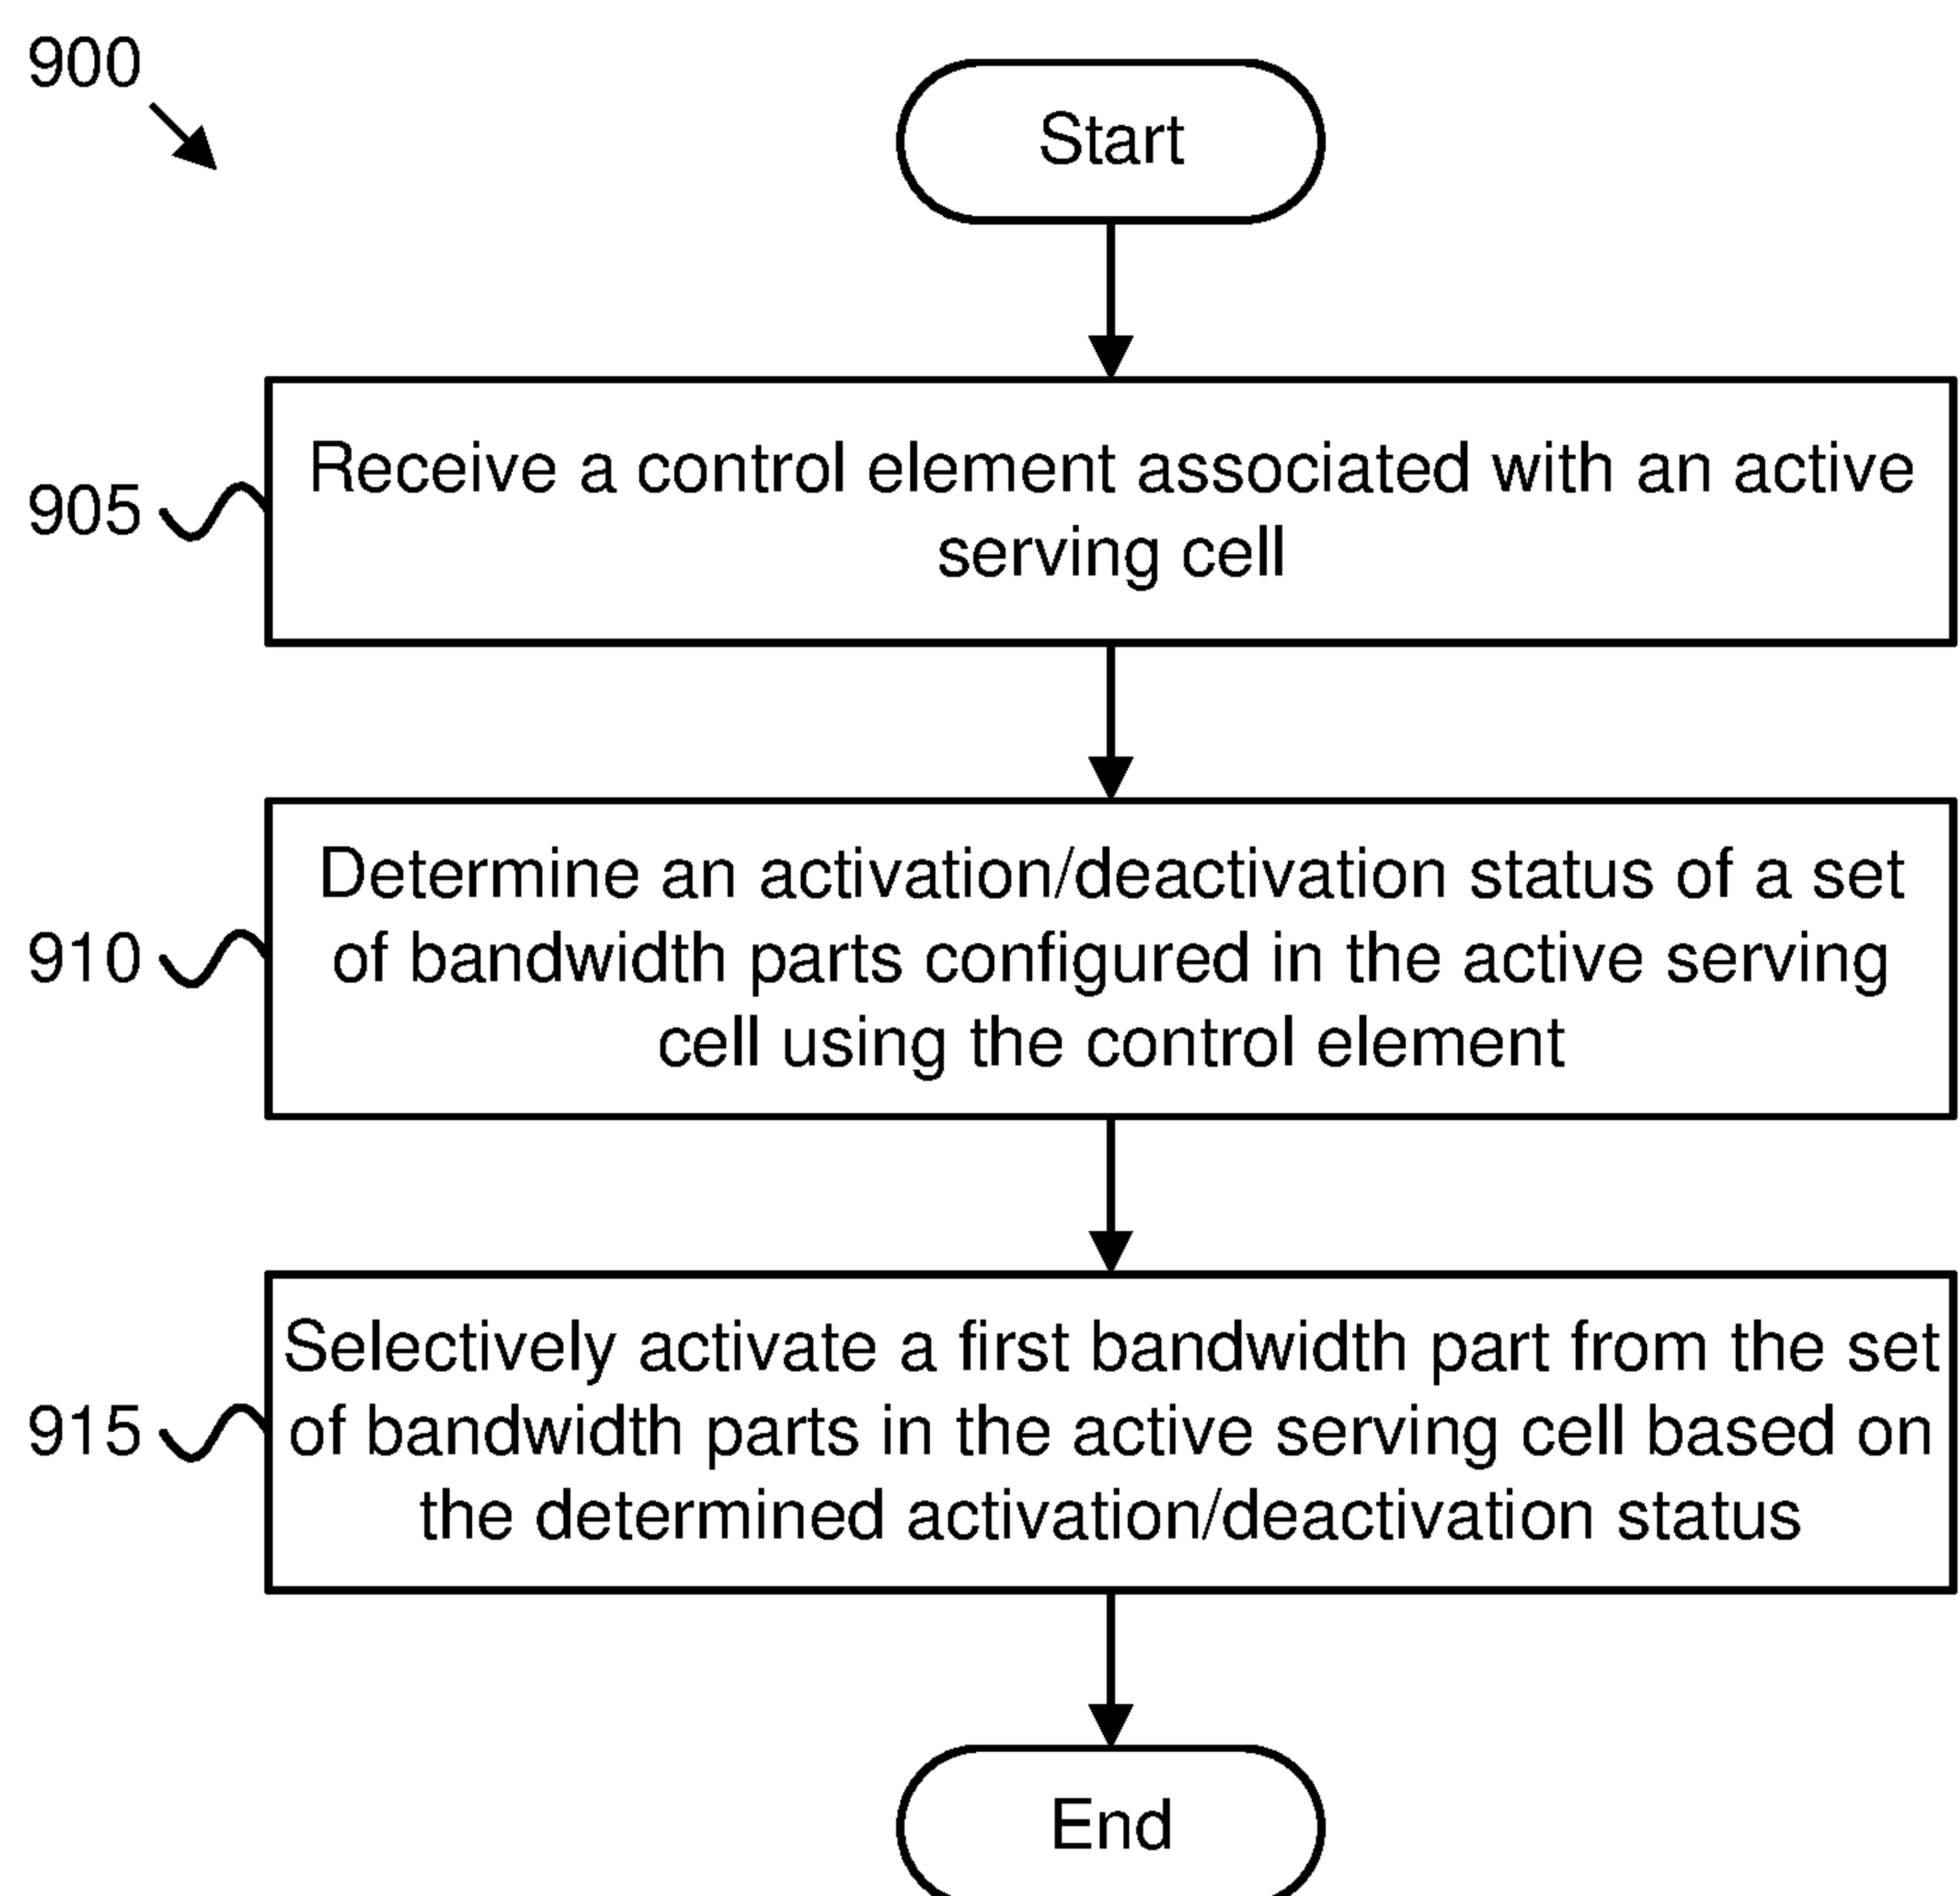 900
Start
905
Receive a control element associated with an active
serving cell
910
Determine an activation/deactivation status of a set
of bandwidth parts configured in the active serving
cell using the control element
915
Selectively activate a first bandwidth part from the set
of bandwidth parts in the active serving cell based on
the determined activation/deactivation status
End